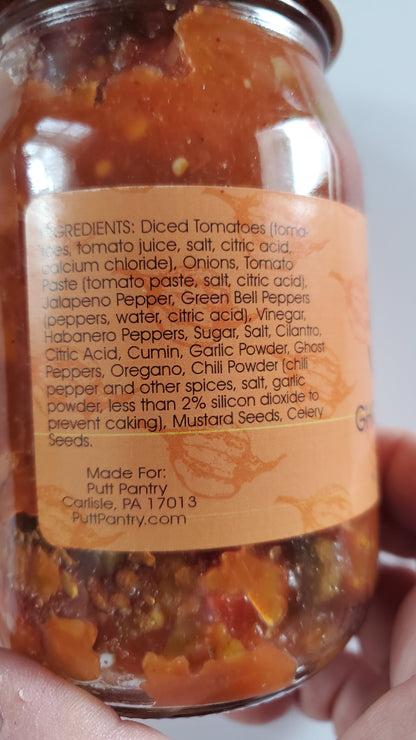 INGREDIENTS: Diced Tomatoes (toma-
toes, tomato juice, salt, citric acid,
calcium chloride), Onions, Tomato
Paste (tomato paste, salt, citric acid),
Jalapeno Pepper, Green Bell Peppers
(peppers, water, citric acid), Vinegar,
Habanero Peppers, Sugar, Salt, Cilantro,
Citric Acid, Cumin, Garlic Powder, Ghost
Peppers, Oregano, Chili Powder (chili
pepper and other spices, salt, garlic
powder, less than 2% silicon dioxide to
prevent caking), Mustard Seeds, Celery
Seeds.
Made For:
Putt Pantry
Carlisle, PA 17013
PuttPantry.com